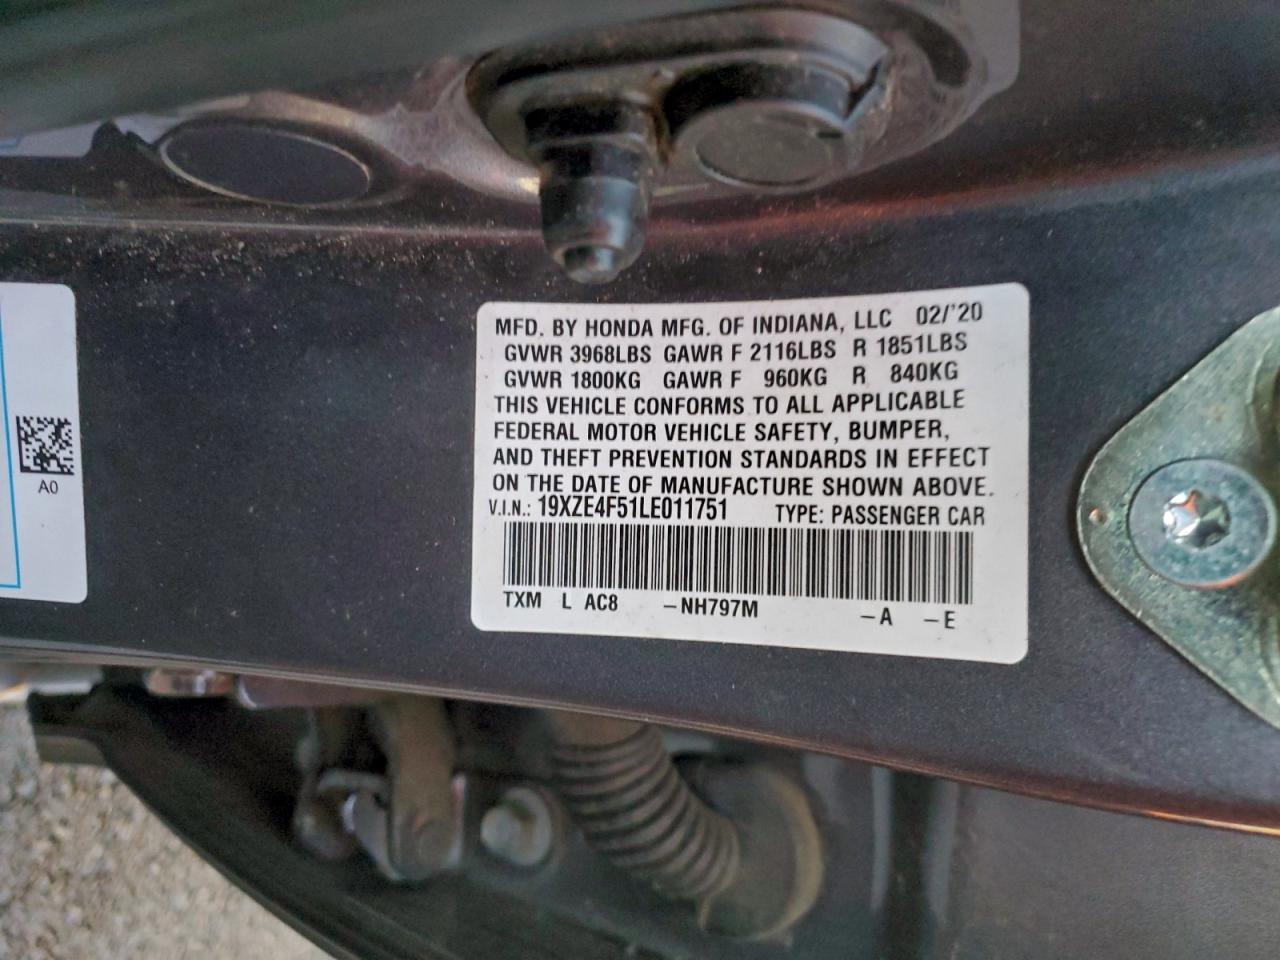 MFD. BY HONDA MFG. OF INDIANA, LLC 02/'20
GVWR 3968LBS GAWR F 2116LBS R 1851LBS
GVWR 1800KG GAWR F 960KG R 840KG
THIS VEHICLE CONFORMS TO ALL APPLICABLE
FEDERAL MOTOR VEHICLE SAFETY, BUMPER,
AND THEFT PREVENTION STANDARDS IN EFFECT
ON THE DATE OF MANUFACTURE SHOWN ABOVE.
V.I.N.: 19XZE4F51LE011751 TYPE: PASSENGER CAR
TXM L AC8 -NH797M -A -E
A0